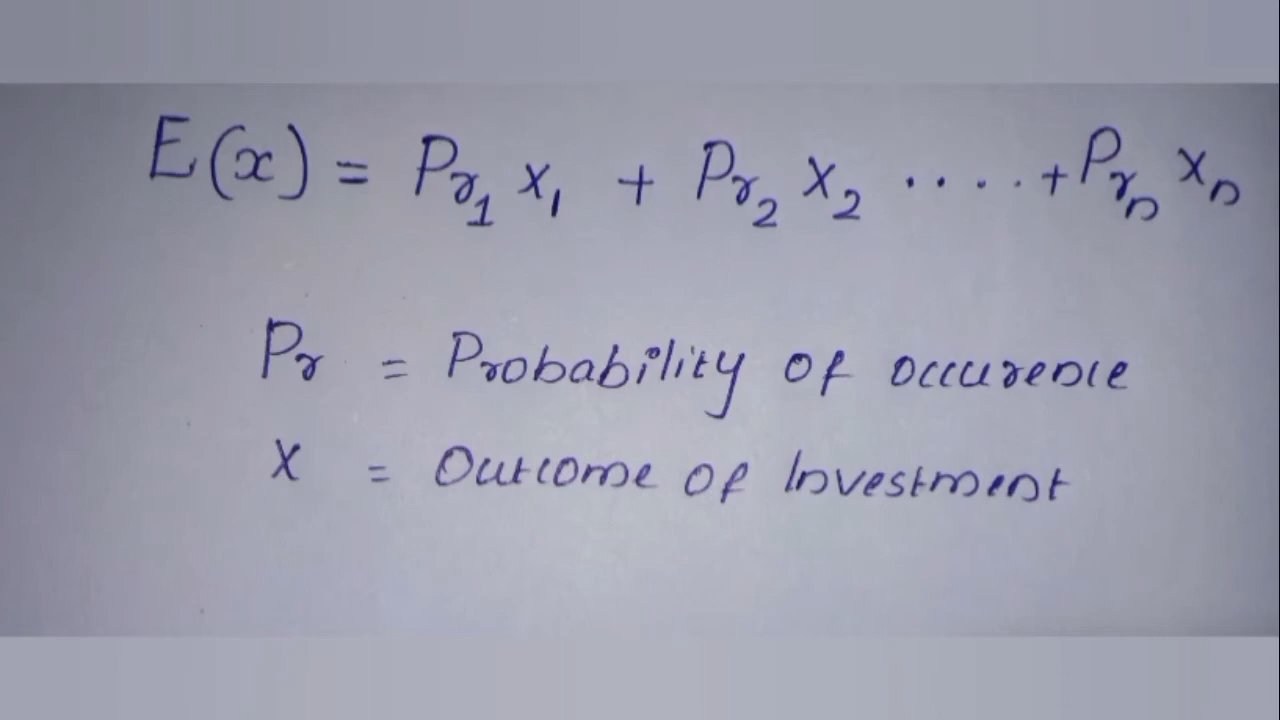 E(x) = Pr₁ x₁ + Pr₂ x₂ ..... + Prₙ xₙ
Pr = Probability of occurence
X = Outcome of Investment